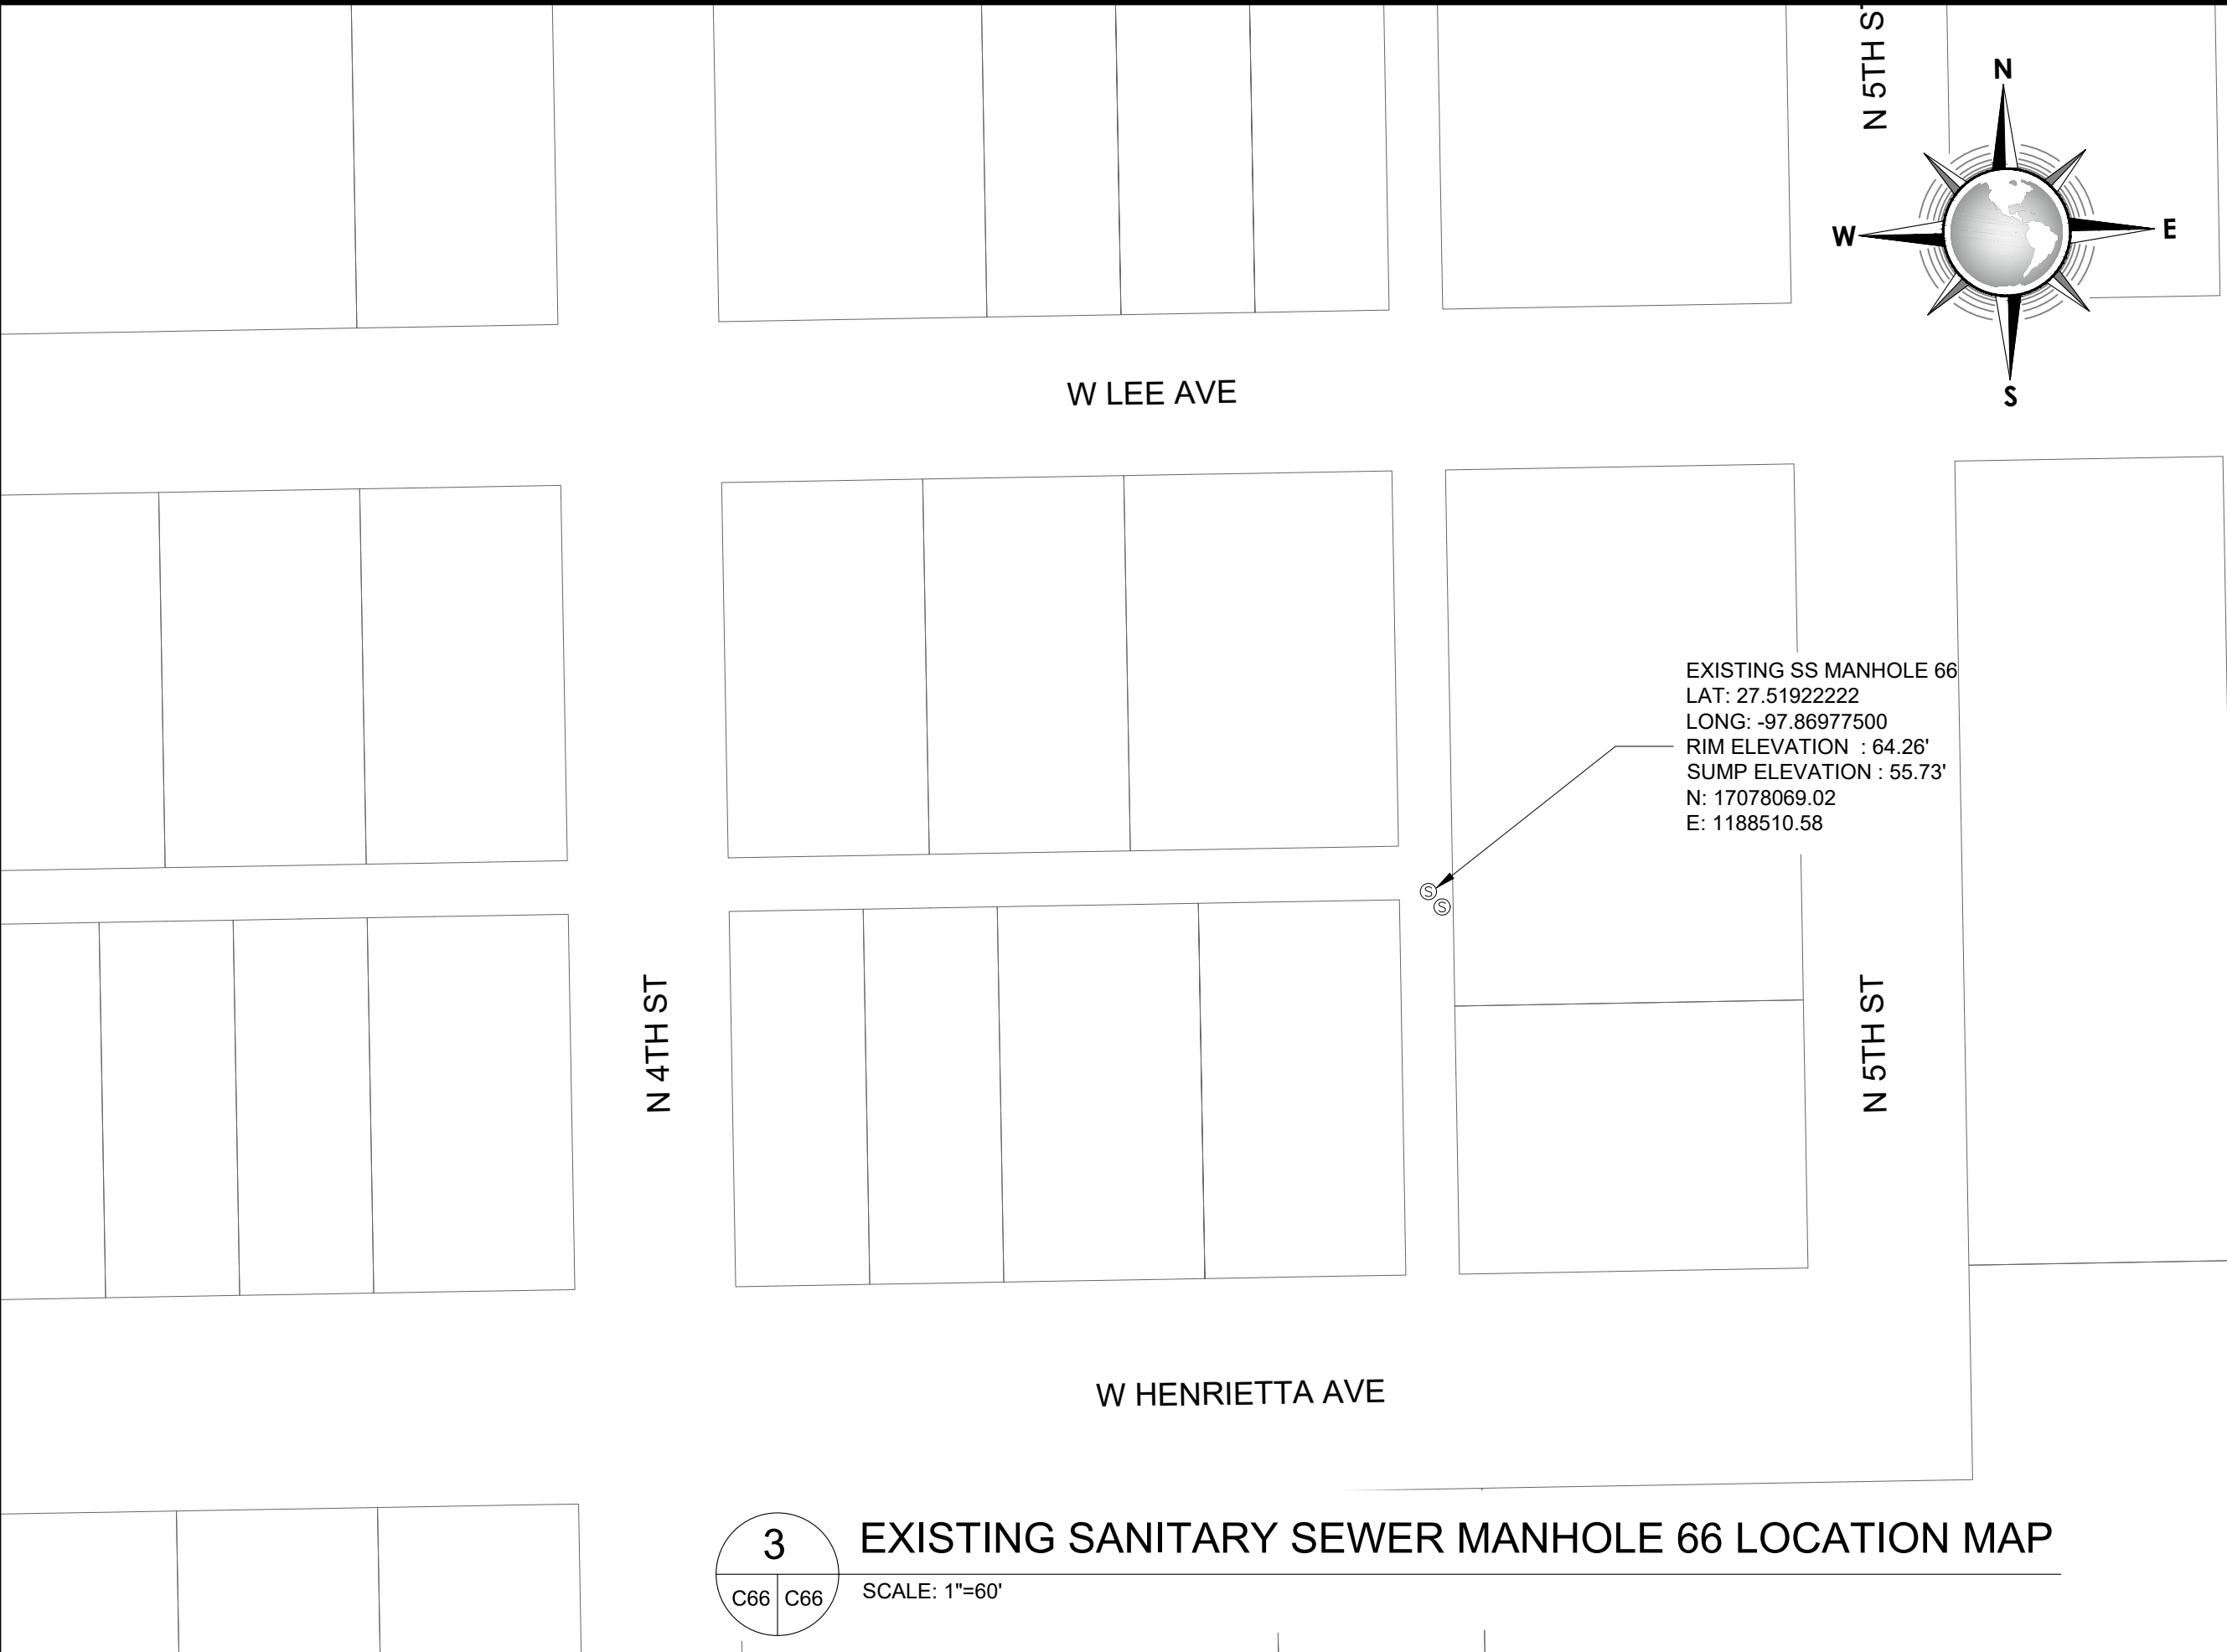 N 5TH ST
N
W
E
S
W LEE AVE
EXISTING SS MANHOLE 66
LAT: 27.51922222
LONG: -97.86977500
RIM ELEVATION : 64.26'
SUMP ELEVATION : 55.73'
N: 17078069.02
E: 1188510.58
S
S
N 4TH ST
N 5TH ST
W HENRIETTA AVE
3
C66 C66
EXISTING SANITARY SEWER MANHOLE 66 LOCATION MAP
SCALE: 1"=60'